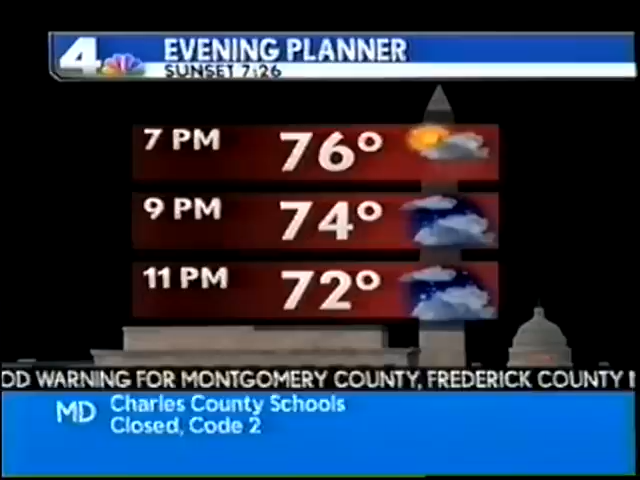 4
EVENING PLANNER
SUNSET 7:26
7 PM 76°
9 PM 74°
11 PM 72°
OD WARNING FOR MONTGOMERY COUNTY, FREDERICK COUNTY
MD Charles County Schools
Closed, Code 2